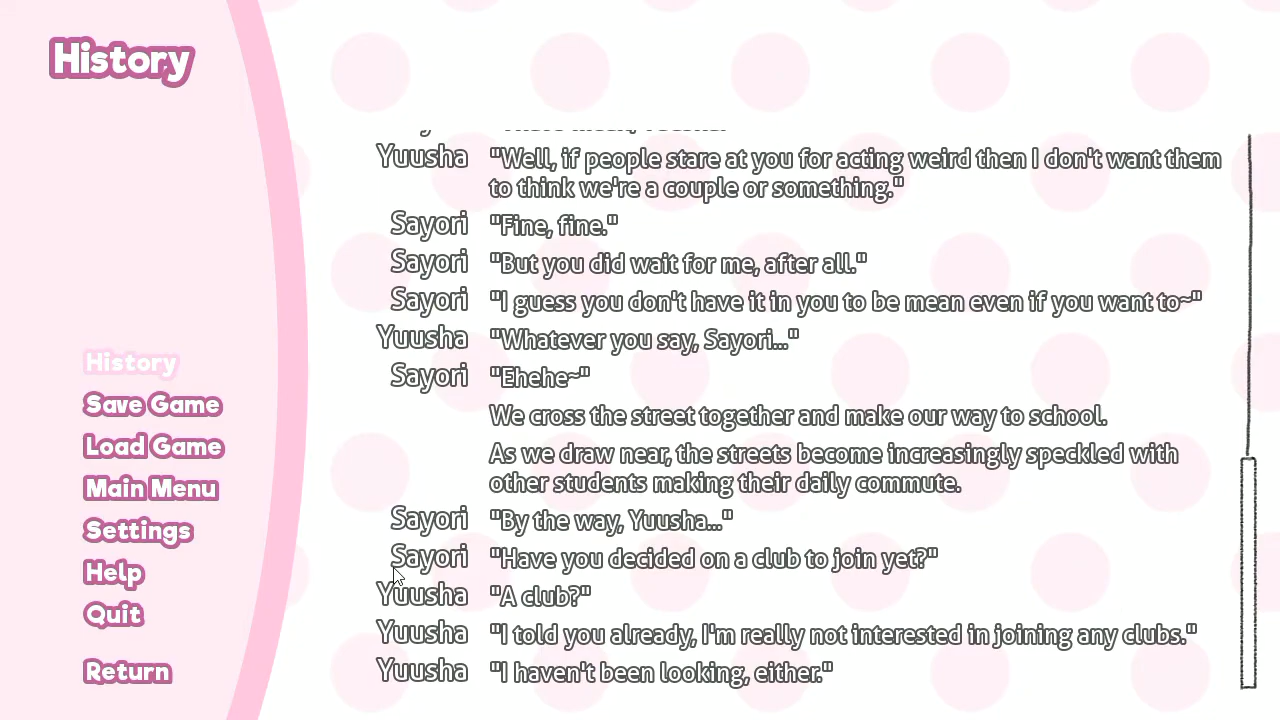 History
Yuusha "Well, if people stare at you for acting weird then I don't want them
to think we're a couple or something."
Sayori "Fine, fine."
Sayori "But you did wait for me, after all."
Sayori "I guess you don't have it in you to be mean even if you want to~"
Yuusha "Whatever you say, Sayori..."
Sayori "Ehehe~"
We cross the street together and make our way to school.
As we draw near, the streets become increasingly speckled with
other students making their daily commute.
Sayori "By the way, Yuusha..."
Sayori "Have you decided on a club to join yet?"
Yuusha "A club?"
Yuusha "I told you already, I'm really not interested in joining any clubs."
Yuusha "I haven't been looking, either."
History
Save Game
Load Game
Main Menu
Settings
Help
Quit
Return